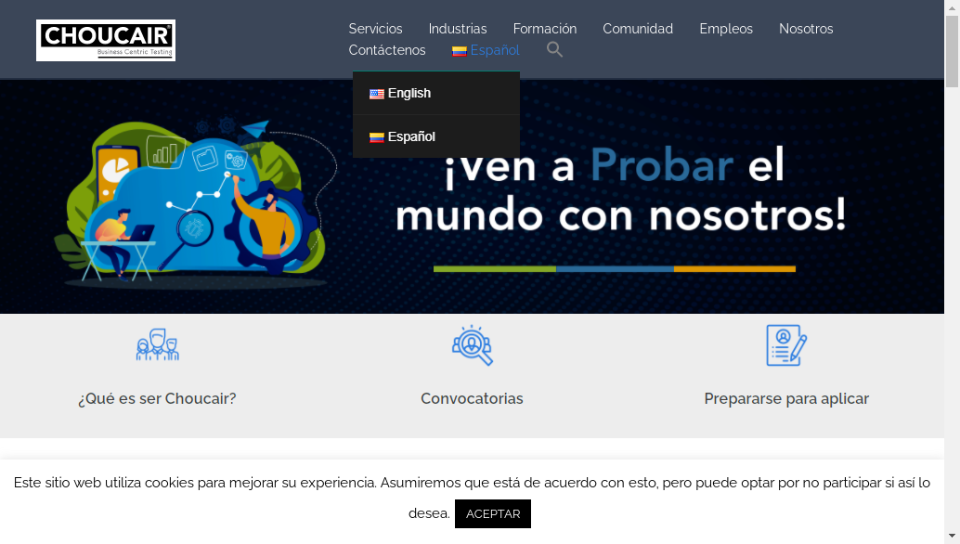 CHOUCAIR
Business Centric Testing
Servicios Industrias Formación Comunidad Empleos Nosotros
Contáctenos Español
English
Español
¡ven a Probar el
mundo con nosotros!
¿Qué es ser Choucair?
Convocatorias
Prepararse para aplicar
Este sitio web utiliza cookies para mejorar su experiencia. Asumiremos que está de acuerdo con esto, pero puede optar por no participar si así lo
desea. ACEPTAR